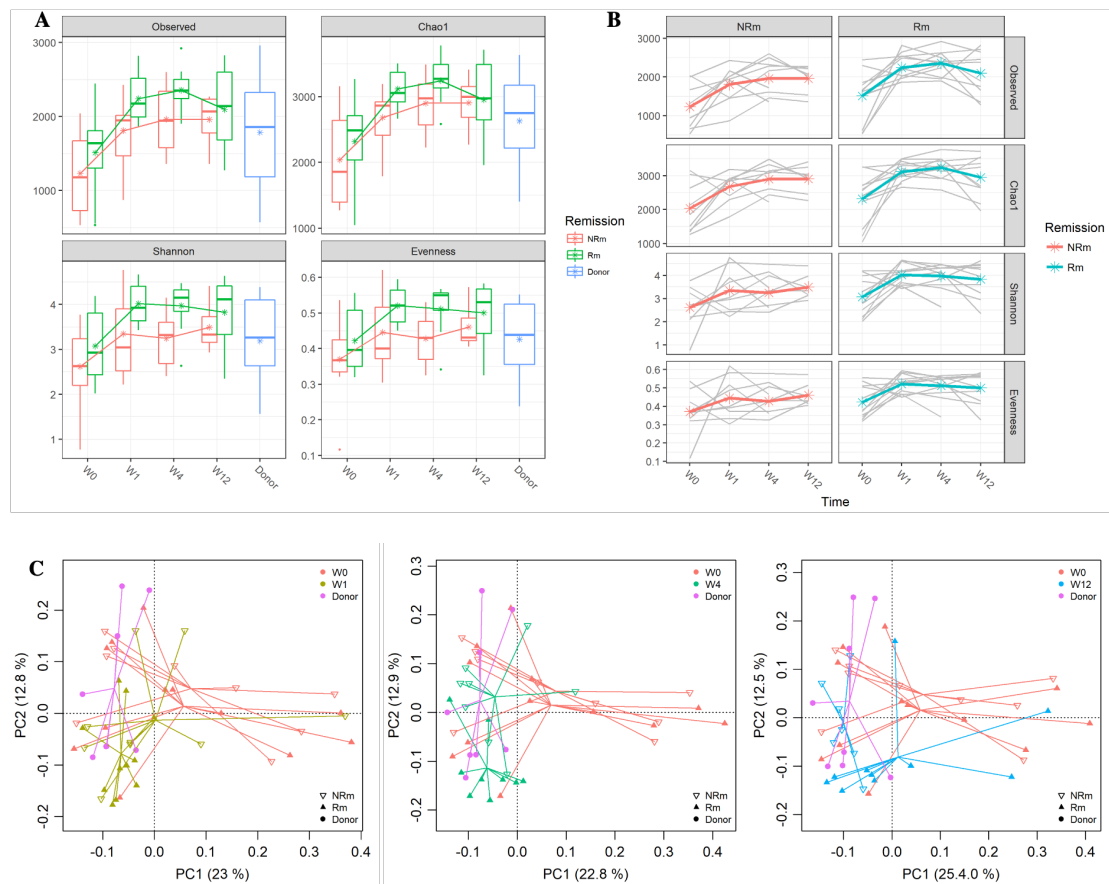 A
Observed
Chao1
3000
2000
1000
3000
2000
1000
Shannon
Evenness
4
3
2
1
0.6
0.5
0.4
0.3
0.2
0.1
W0
W1
W4
W12
Donor
W0
W1
W4
W12
Donor
Remission
NRm
Rm
Donor
B
NRm
Rm
3000
2000
1000
Observed
3000
2000
1000
Chao1
4
3
2
1
Shannon
0.6
0.5
0.4
0.3
0.2
0.1
Evenness
W0
W1
W4
W12
W0
W1
W4
W12
Time
Remission
NRm
Rm
C
W0
W1
Donor
PC2 (12.8 %)
0.2
0.1
0.0
-0.1
-0.2
NRm
Rm
Donor
-0.1
0.0
0.1
0.2
0.3
0.4
PC1 (23 %)
W0
W4
Donor
PC2 (12.9 %)
0.3
0.2
0.1
0.0
-0.1
-0.2
NRm
Rm
Donor
-0.1
0.0
0.1
0.2
0.3
0.4
PC1 (22.8 %)
W0
W12
Donor
PC2 (12.5 %)
0.3
0.2
0.1
0.0
-0.1
-0.2
NRm
Rm
Donor
-0.1
0.0
0.1
0.2
0.3
0.4
PC1 (25.4.0 %)